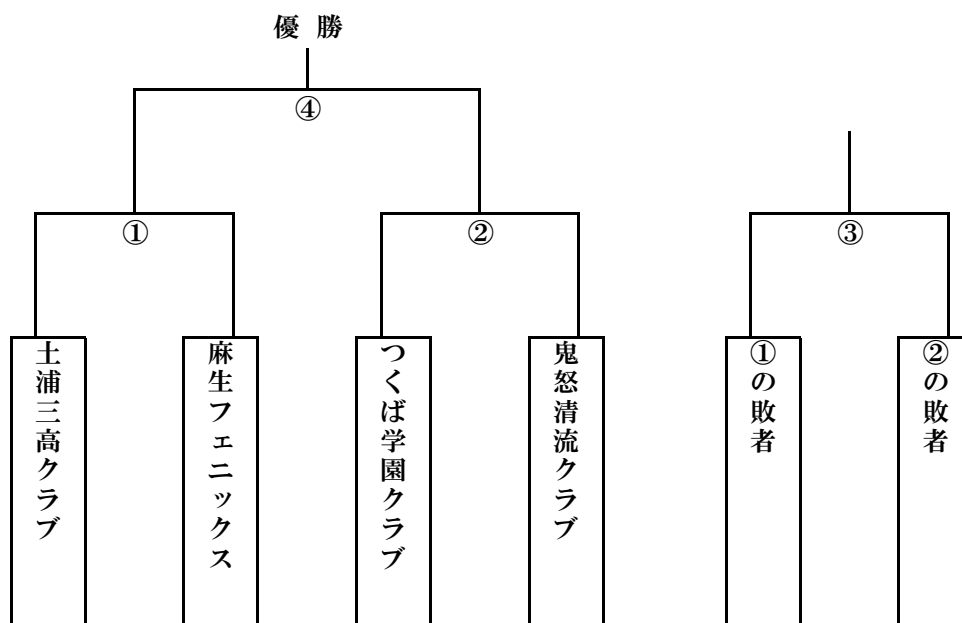 優 勝
④
①
②
③
土浦三高クラブ
麻生フェニックス
つくば学園クラブ
鬼怒清流クラブ
①の敗者
②の敗者